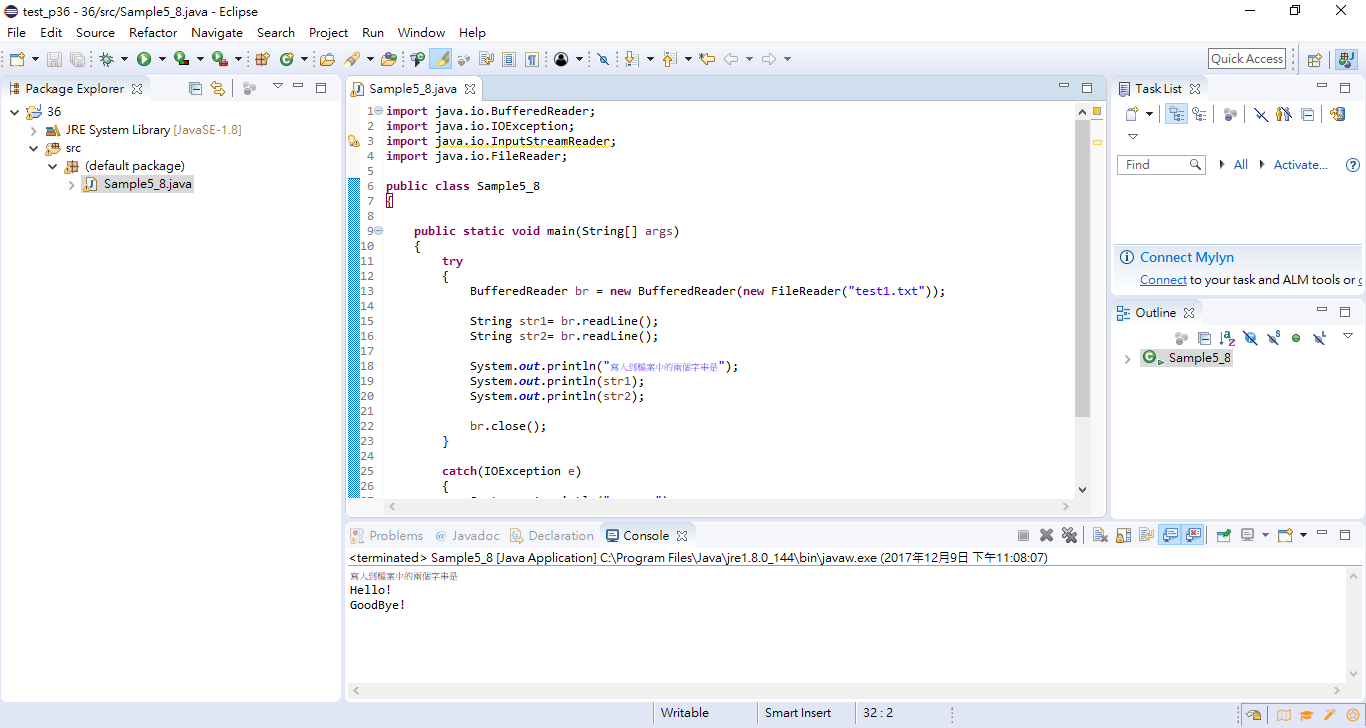 test_p36 - 36/src/Sample5_8.java - Eclipse
File Edit Source Refactor Navigate Search Project Run Window Help
Quick Access
Package Explorer
36
JRE System Library [JavaSE-1.8]
src
(default package)
Sample5_8.java
Sample5_8.java
1 import java.io.BufferedReader;
2 import java.io.IOException;
3 import java.io.InputStreamReader;
4 import java.io.FileReader;
5
6 public class Sample5_8
7 {
8
9 public static void main(String[] args)
10 {
11 try
12 {
13 BufferedReader br = new BufferedReader(new FileReader("test1.txt"));
14
15 String str1= br.readLine();
16 String str2= br.readLine();
17
18 System.out.println("寫入到檔案中的兩個字串是");
19 System.out.println(str1);
20 System.out.println(str2);
21
22 br.close();
23 }
24
25 catch(IOException e)
26 {
Task List
Find All Activate...
Connect Mylyn
Connect to your task and ALM tools or
Outline
Sample5_8
Problems @ Javadoc Declaration Console
<terminated> Sample5_8 [Java Application] C:\Program Files\Java\jre1.8.0_144\bin\javaw.exe (2017年12月9日 下午11:08:07)
寫入到檔案中的兩個字串是
Hello!
GoodBye!
Writable Smart Insert 32 : 2